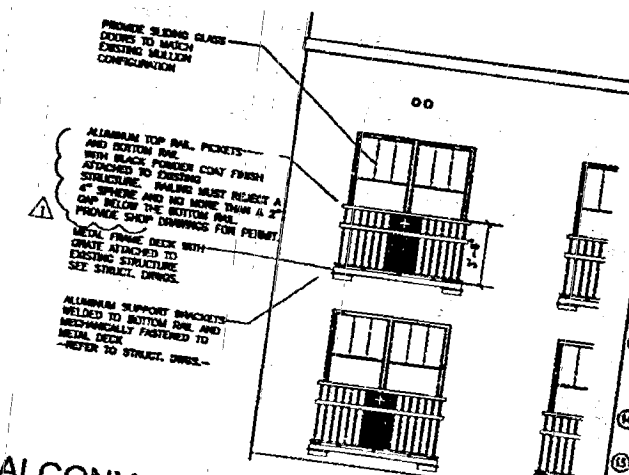 PROVIDE SLIDING GLASS
DOORS TO MATCH
EXISTING MULLION
CONFIGURATION
ALUMINUM TOP RAIL, PICKETS
AND BOTTOM RAIL
WITH BLACK POWDER COAT FINISH
ATTACHED TO EXISTING
STRUCTURE. RAILING MUST REJECT A
4" SPHERE AND NO MORE THAN A 2"
GAP BELOW THE BOTTOM RAIL.
PROVIDE SHOP DRAWINGS FOR PERMIT.
1
METAL FRAME DECK WITH
GRATE ATTACHED TO
EXISTING STRUCTURE
SEE STRUCT. DWNGS.
ALUMINUM SUPPORT BRACKETS
WELDED TO BOTTOM RAIL AND
MECHANICALLY FASTENED TO
METAL DECK
-REFER TO STRUCT. DWGS.-
ALCONY